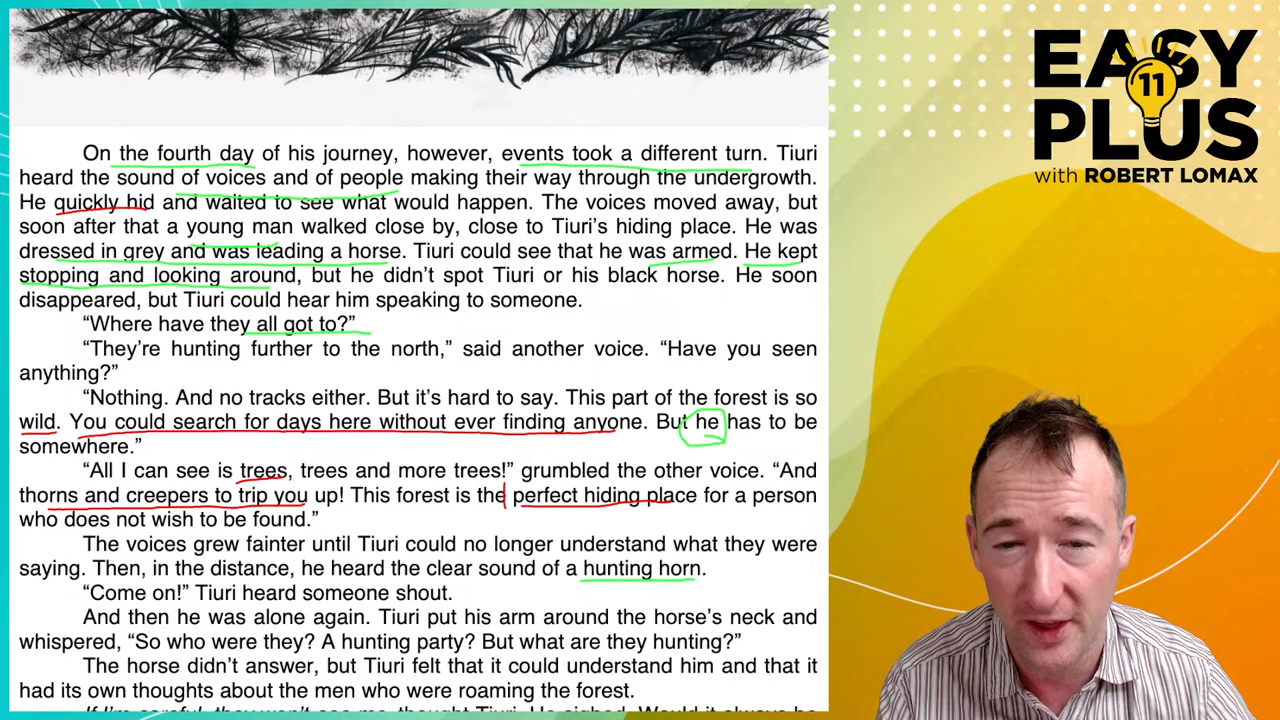 On the fourth day of his journey, however, events took a different turn. Tiuri
heard the sound of voices and of people making their way through the undergrowth.
He quickly hid and waited to see what would happen. The voices moved away, but
soon after that a young man walked close by, close to Tiuri’s hiding place. He was
dressed in grey and was leading a horse. Tiuri could see that he was armed. He kept
stopping and looking around, but he didn’t spot Tiuri or his black horse. He soon
disappeared, but Tiuri could hear him speaking to someone.
“Where have they all got to?”
“They’re hunting further to the north,” said another voice. “Have you seen
anything?”
“Nothing. And no tracks either. But it’s hard to say. This part of the forest is so
wild. You could search for days here without ever finding anyone. But he has to be
somewhere.”
“All I can see is trees, trees and more trees!” grumbled the other voice. “And
thorns and creepers to trip you up! This forest is the perfect hiding place for a person
who does not wish to be found.”
The voices grew fainter until Tiuri could no longer understand what they were
saying. Then, in the distance, he heard the clear sound of a hunting horn.
“Come on!” Tiuri heard someone shout.
And then he was alone again. Tiuri put his arm around the horse’s neck and
whispered, “So who were they? A hunting party? But what are they hunting?”
The horse didn’t answer, but Tiuri felt that it could understand him and that it
had its own thoughts about the men who were roaming the forest.
If I’m careful, they won’t see me, thought Tiuri. He sighed. Would it always be
EASY
11
PLUS
with ROBERT LOMAX